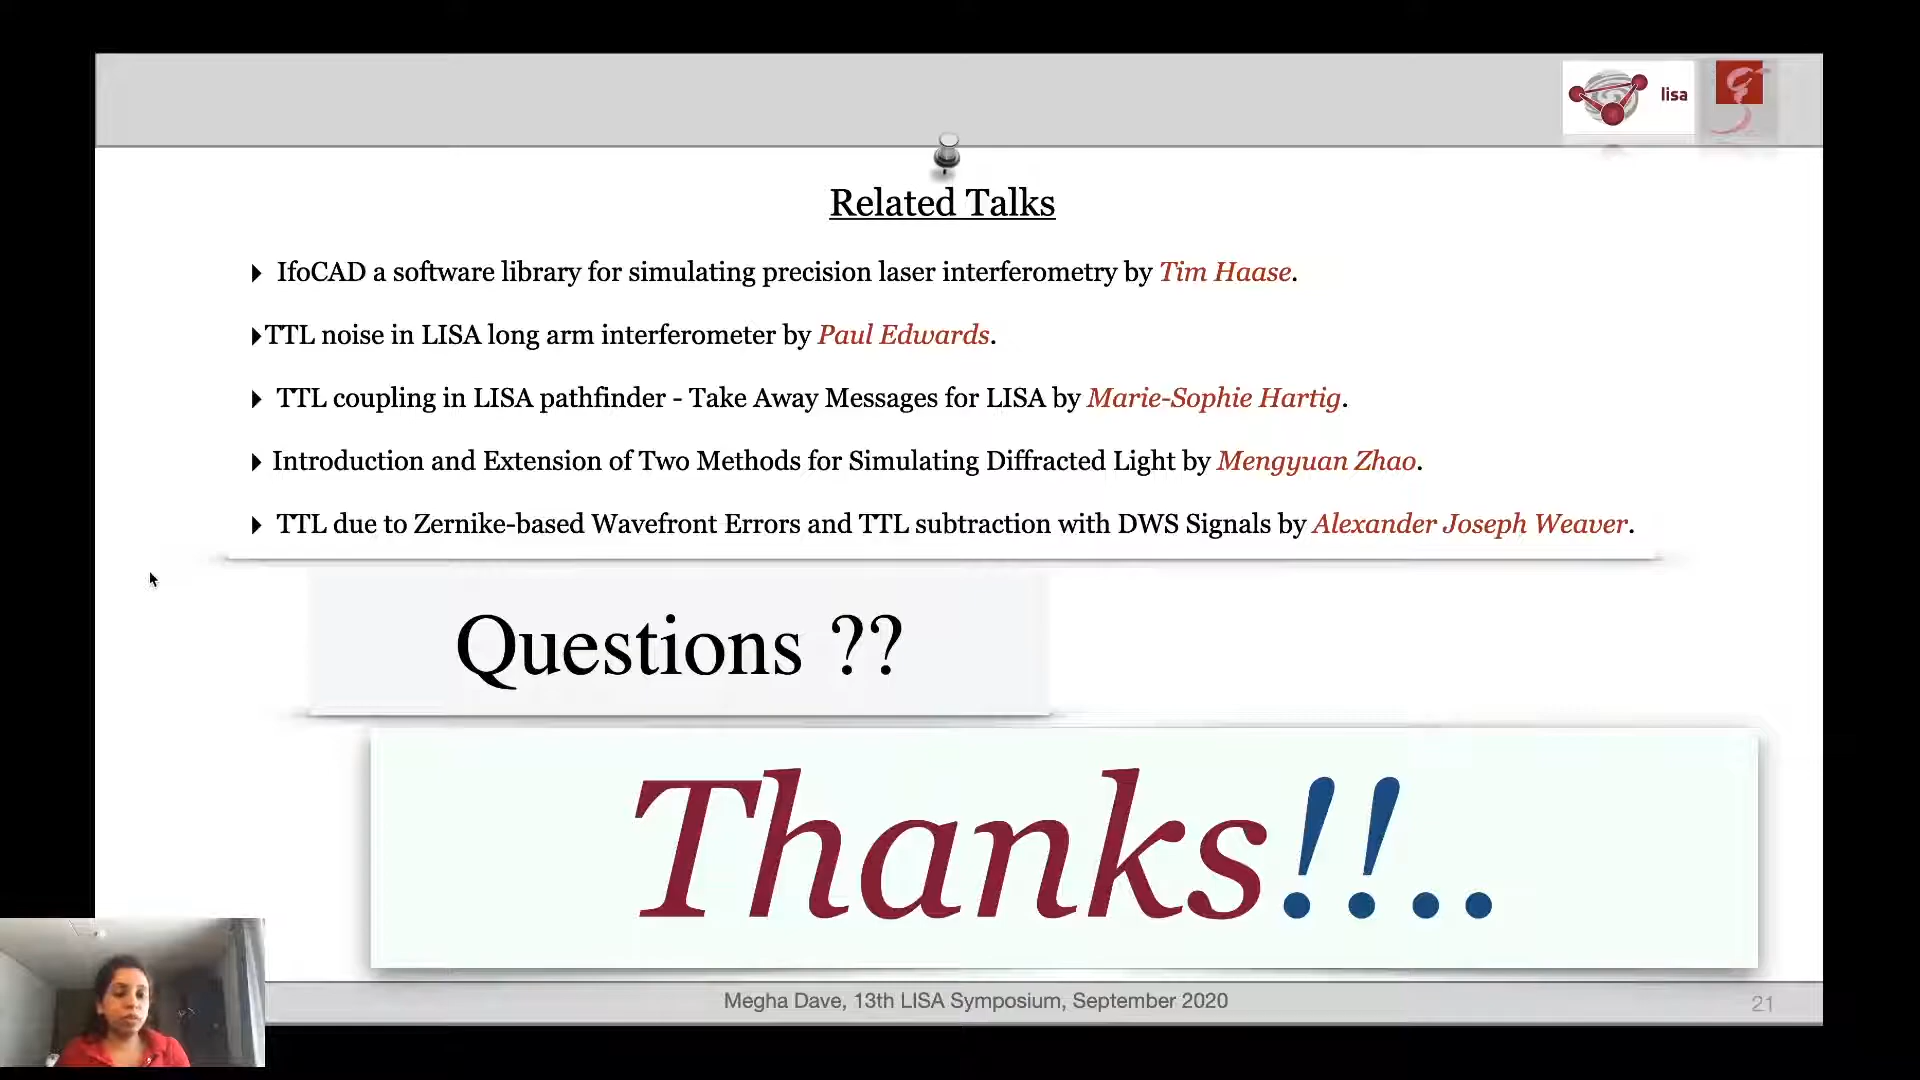 lisa
Related Talks
IfoCAD a software library for simulating precision laser interferometry by Tim Haase.
TTL noise in LISA long arm interferometer by Paul Edwards.
TTL coupling in LISA pathfinder - Take Away Messages for LISA by Marie-Sophie Hartig.
Introduction and Extension of Two Methods for Simulating Diffracted Light by Mengyuan Zhao.
TTL due to Zernike-based Wavefront Errors and TTL subtraction with DWS Signals by Alexander Joseph Weaver.
Questions ??
Thanks!!..
Megha Dave, 13th LISA Symposium, September 2020
21